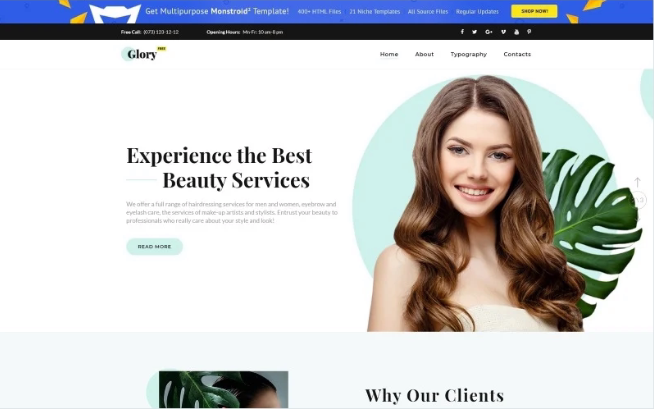 Get Multipurpose Monstroid² Template! 400+ HTML Files 21 Niche Templates All Source Files Regular Updates SHOP NOW!
Free Call: (073) 123-12-12 Opening Hours: Mn-Fr: 10 am-8 pm
Glory FREE Home About Typography Contacts
Experience the Best
Beauty Services
We offer a full range of hairdressing services for men and women, eyebrow and
eyelash care, the services of make-up artists and stylists. Entrust your beauty to
professionals who really care about your style and look!
READ MORE
Why Our Clients